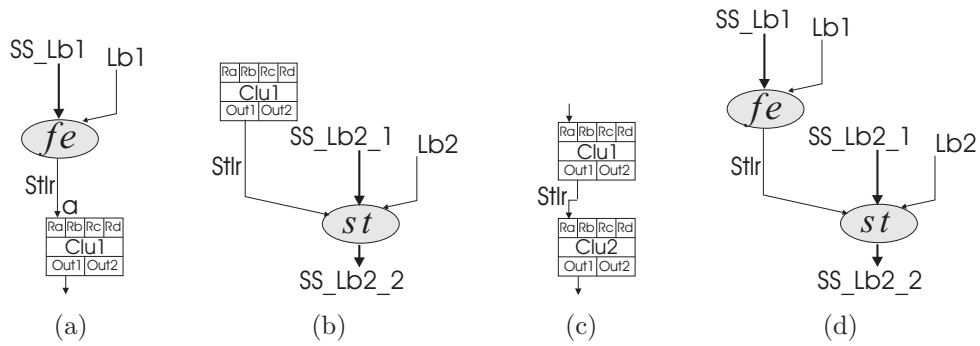 SS_Lb1
Lb1
fe
Stlr
a
Ra Rb Rc Rd
Clu1
Out1 Out2
(a)
Ra Rb Rc Rd
Clu1
Out1 Out2
SS_Lb2_1
Lb2
Stlr
st
SS_Lb2_2
(b)
Ra Rb Rc Rd
Clu1
Out1 Out2
Stlr
Ra Rb Rc Rd
Clu2
Out1 Out2
(c)
SS_Lb1
Lb1
fe
SS_Lb2_1
Lb2
Stlr
st
SS_Lb2_2
(d)